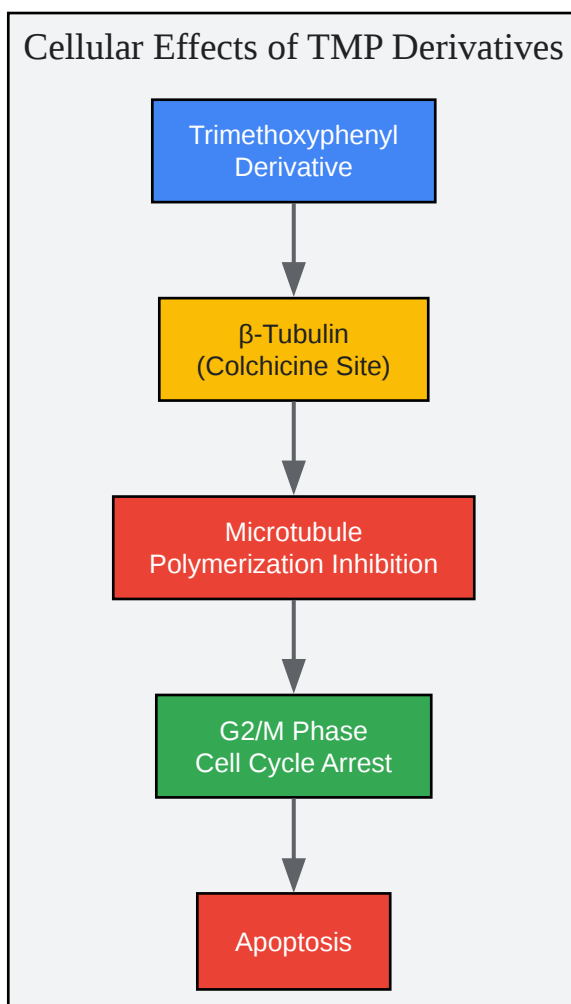 Cellular Effects of TMP Derivatives
Trimethoxyphenyl
Derivative
β-Tubulin
(Colchicine Site)
Microtubule
Polymerization Inhibition
G2/M Phase
Cell Cycle Arrest
Apoptosis